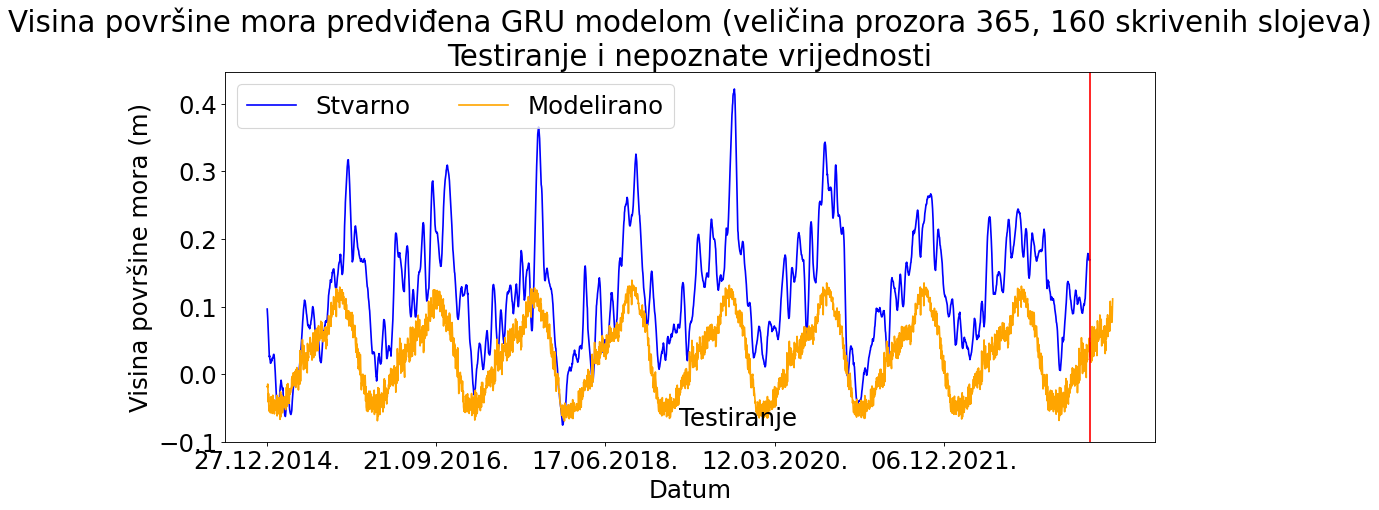 Visina površine mora predviđena GRU modelom (veličina prozora 365, 160 skrivenih slojeva)
Testiranje i nepoznate vrijednosti
Stvarno
Modelirano
Visina površine mora (m)
0.4
0.3
0.2
0.1
0.0
−0.1
Testiranje
27.12.2014.
21.09.2016.
17.06.2018.
12.03.2020.
06.12.2021.
Datum